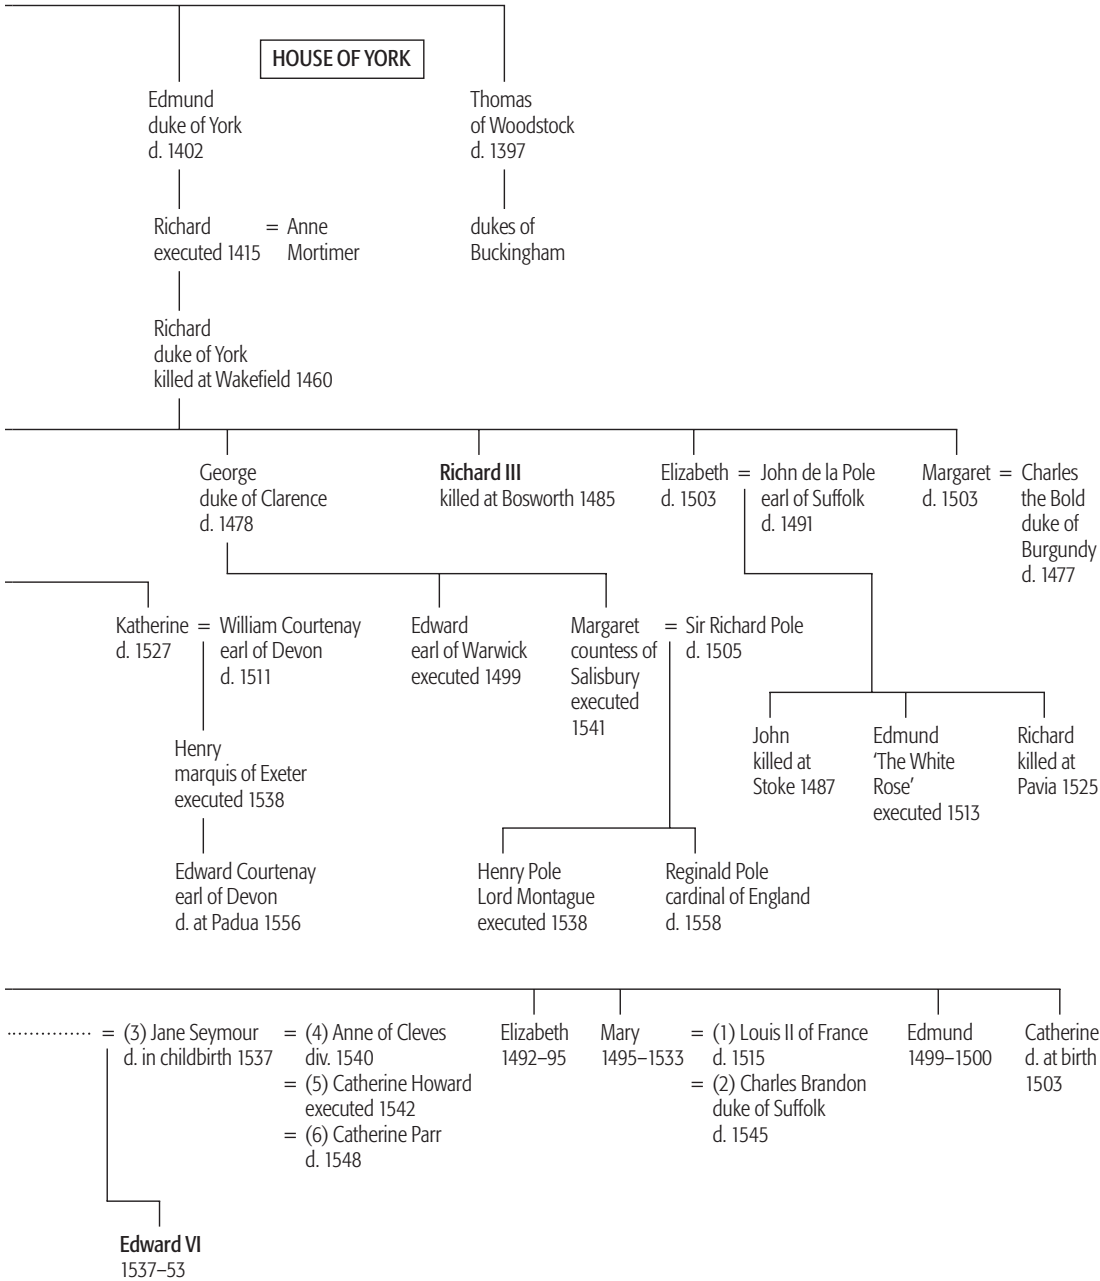 HOUSE OF YORK
Edmund
duke of York
d. 1402
Thomas
of Woodstock
d. 1397
Richard
executed 1415
= Anne
Mortimer
dukes of
Buckingham
Richard
duke of York
killed at Wakefield 1460
George
duke of Clarence
d. 1478
Richard III
killed at Bosworth 1485
Elizabeth
d. 1503
= John de la Pole
earl of Suffolk
d. 1491
Margaret
d. 1503
= Charles
the Bold
duke of
Burgundy
d. 1477
Katherine
d. 1527
= William Courtenay
earl of Devon
d. 1511
Edward
earl of Warwick
executed 1499
Margaret
countess of
Salisbury
executed
1541
= Sir Richard Pole
d. 1505
John
killed at
Stoke 1487
Edmund
‘The White
Rose’
executed 1513
Richard
killed at
Pavia 1525
Henry
marquis of Exeter
executed 1538
Edward Courtenay
earl of Devon
d. at Padua 1556
Henry Pole
Lord Montague
executed 1538
Reginald Pole
cardinal of England
d. 1558
= (3) Jane Seymour
d. in childbirth 1537
= (4) Anne of Cleves
div. 1540
= (5) Catherine Howard
executed 1542
= (6) Catherine Parr
d. 1548
Elizabeth
1492–95
Mary
1495–1533
= (1) Louis II of France
d. 1515
= (2) Charles Brandon
duke of Suffolk
d. 1545
Edmund
1499–1500
Catherine
d. at birth
1503
Edward VI
1537–53